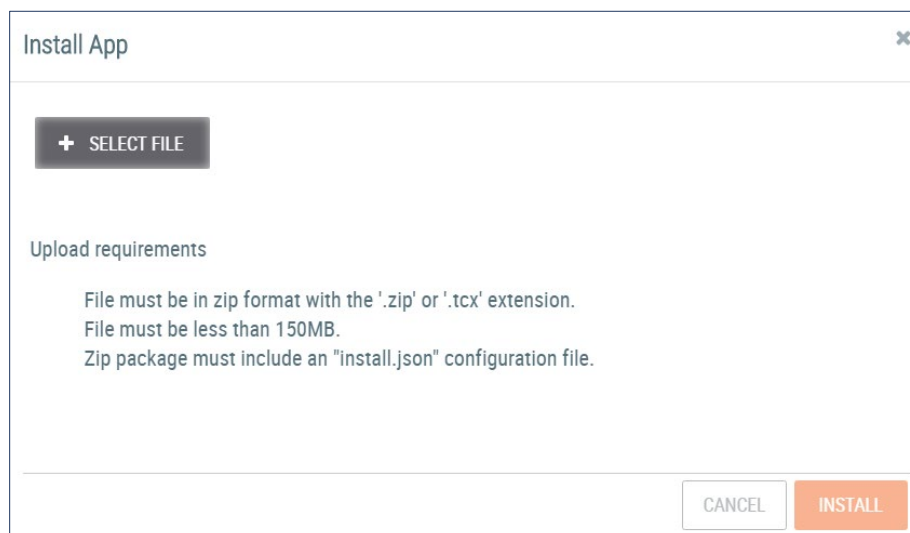 Install App
SELECT FILE
Upload requirements
File must be in zip format with the '.zip' or '.tcx' extension.
File must be less than 150MB.
Zip package must include an "install.json" configuration file.
CANCEL
INSTALL